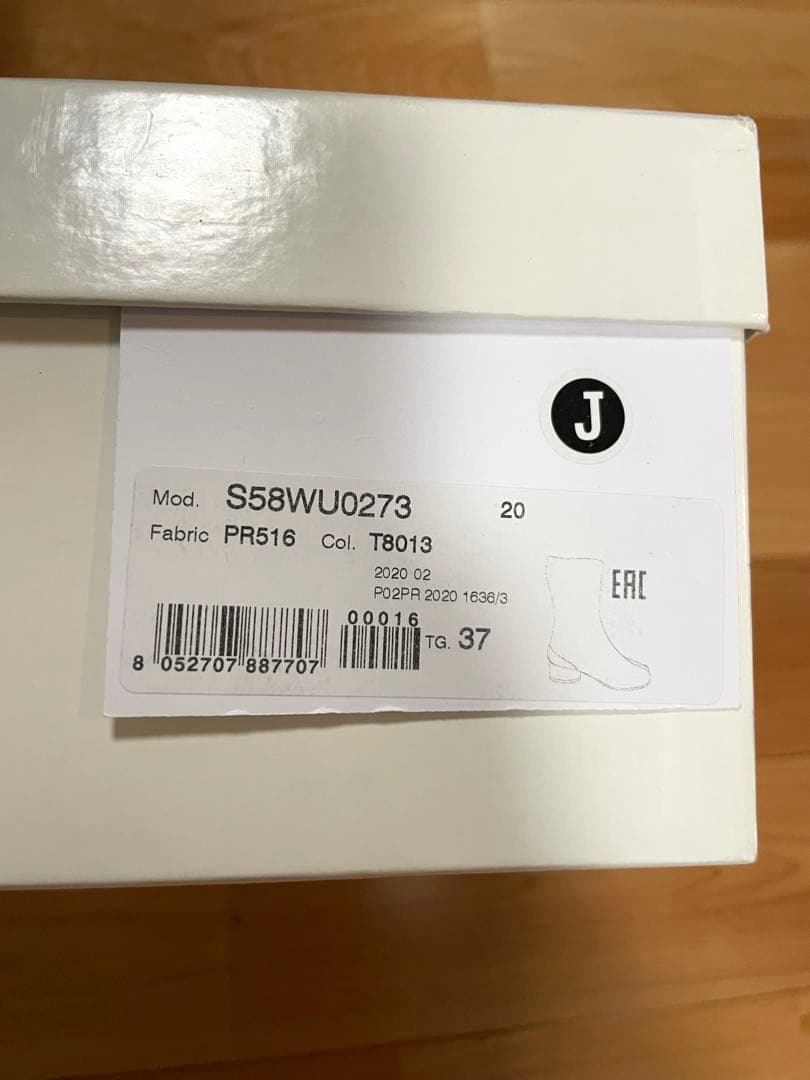 J
Mod. S58WU0273 20
Fabric PR516 Col. T8013
2020 02
P02PR 2020 1636/3
EAC
00016
TG. 37
8 052707 887707